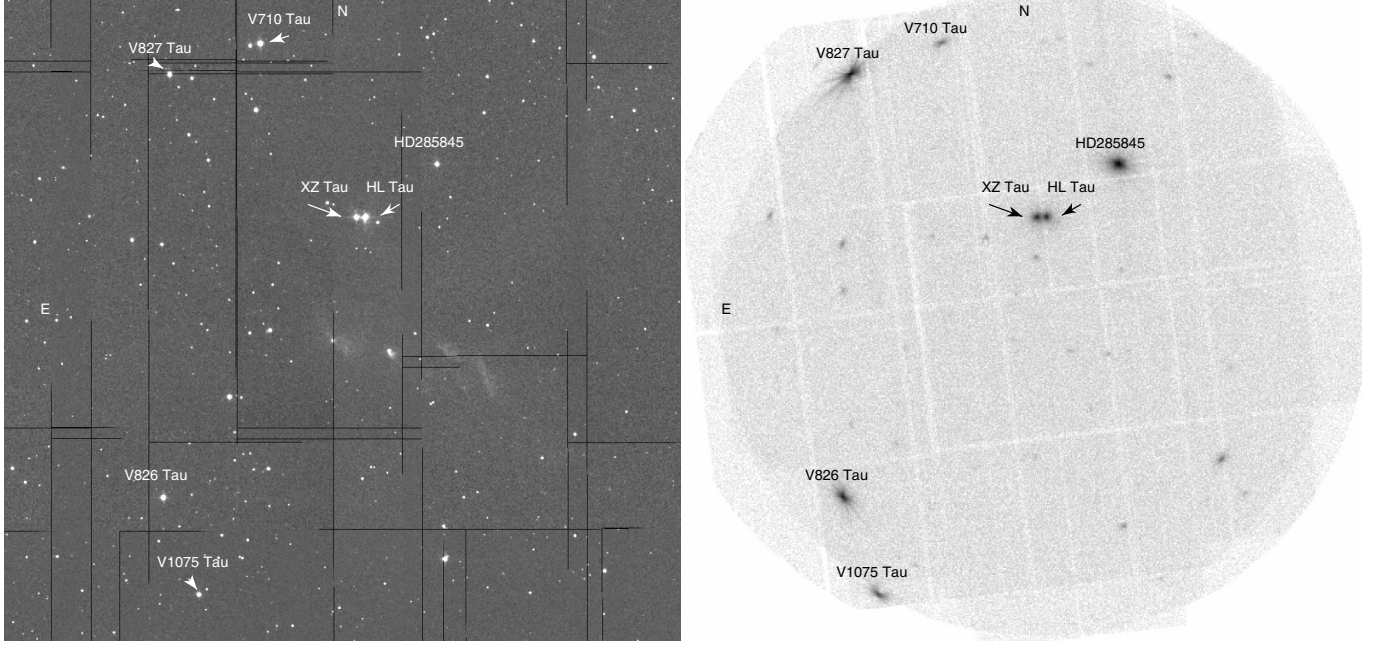 N
V710 Tau
V827 Tau
HD285845
XZ Tau
HL Tau
E
V826 Tau
V1075 Tau
N
V710 Tau
V827 Tau
HD285845
XZ Tau
HL Tau
E
V826 Tau
V1075 Tau